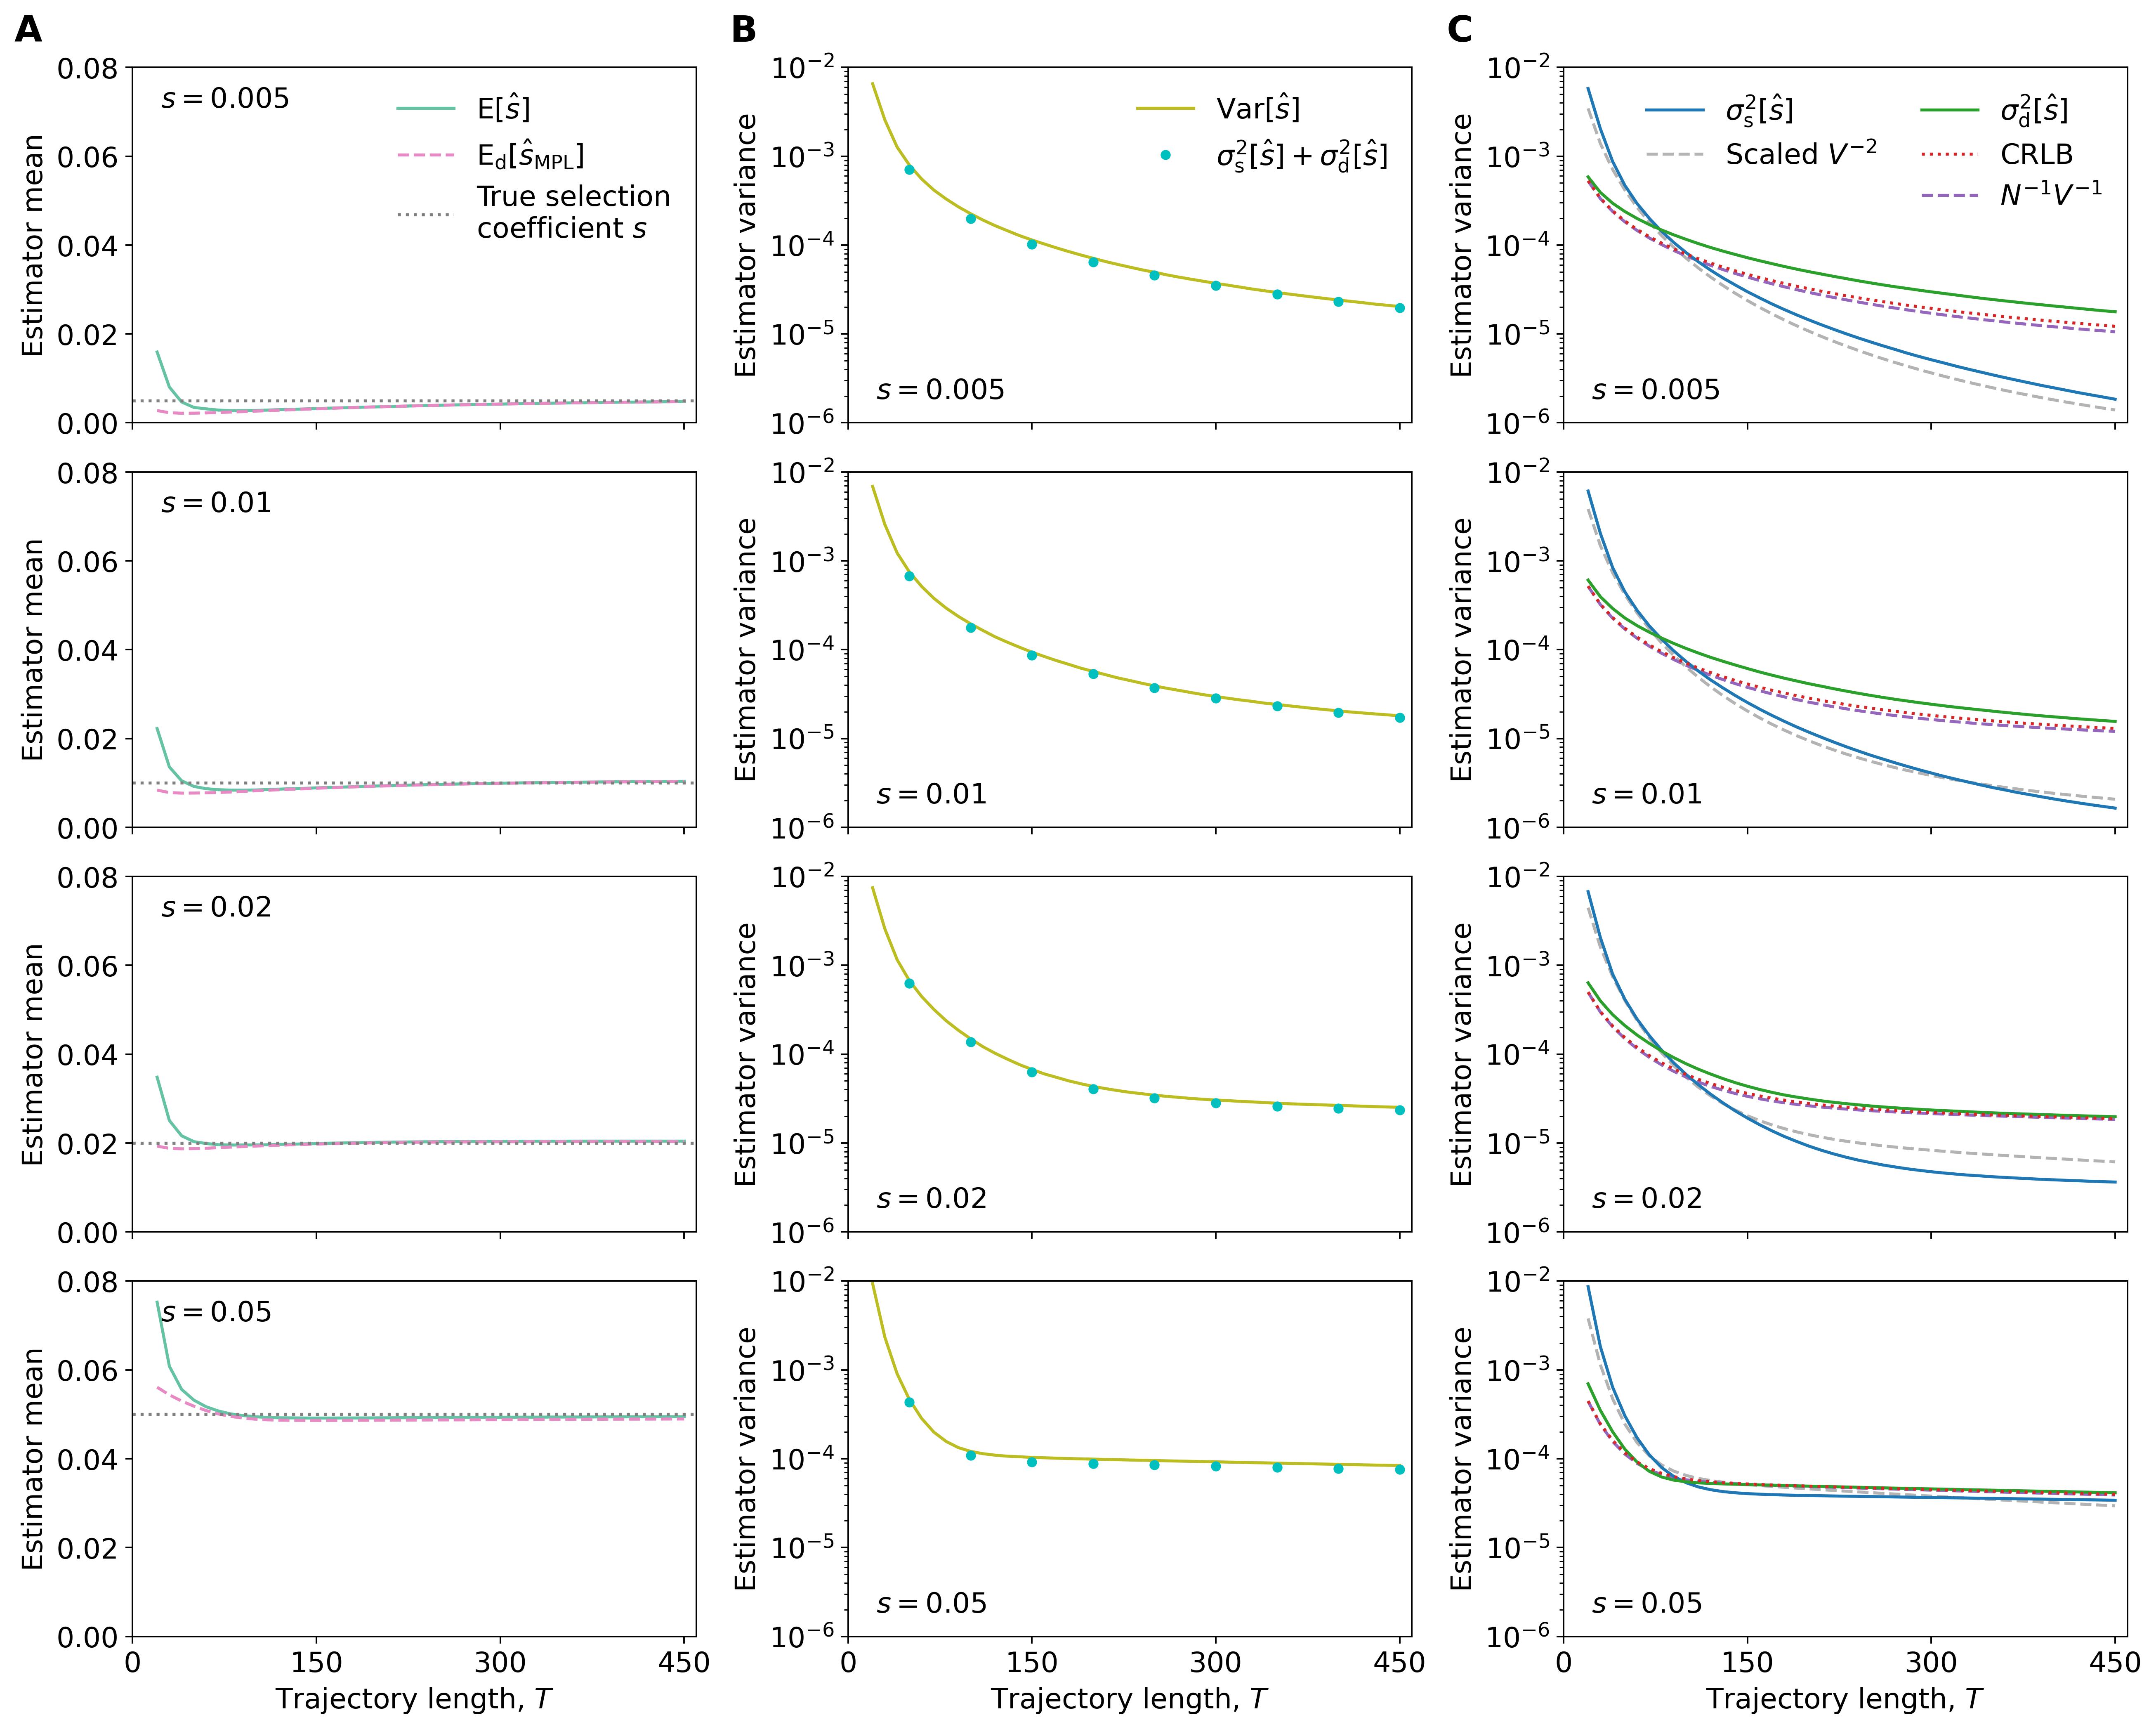 A
B
C
0.08
0.06
0.04
0.02
0.00
Estimator mean
s = 0.005
E[ŝ]
E_d[ŝ_MPL]
True selection
coefficient s
10⁻²
10⁻³
10⁻⁴
10⁻⁵
10⁻⁶
Estimator variance
Var[ŝ]
σ_s²[ŝ] + σ_d²[ŝ]
s = 0.005
10⁻²
10⁻³
10⁻⁴
10⁻⁵
10⁻⁶
Estimator variance
σ_s²[ŝ]
Scaled V⁻²
σ_d²[ŝ]
CRLB
N⁻¹V⁻¹
s = 0.005
0.08
0.06
0.04
0.02
0.00
Estimator mean
s = 0.01
10⁻²
10⁻³
10⁻⁴
10⁻⁵
10⁻⁶
Estimator variance
s = 0.01
10⁻²
10⁻³
10⁻⁴
10⁻⁵
10⁻⁶
Estimator variance
s = 0.01
0.08
0.06
0.04
0.02
0.00
Estimator mean
s = 0.02
10⁻²
10⁻³
10⁻⁴
10⁻⁵
10⁻⁶
Estimator variance
s = 0.02
10⁻²
10⁻³
10⁻⁴
10⁻⁵
10⁻⁶
Estimator variance
s = 0.02
0.08
0.06
0.04
0.02
0.00
Estimator mean
s = 0.05
0 150 300 450
Trajectory length, T
10⁻²
10⁻³
10⁻⁴
10⁻⁵
10⁻⁶
Estimator variance
s = 0.05
0 150 300 450
Trajectory length, T
10⁻²
10⁻³
10⁻⁴
10⁻⁵
10⁻⁶
Estimator variance
s = 0.05
0 150 300 450
Trajectory length, T